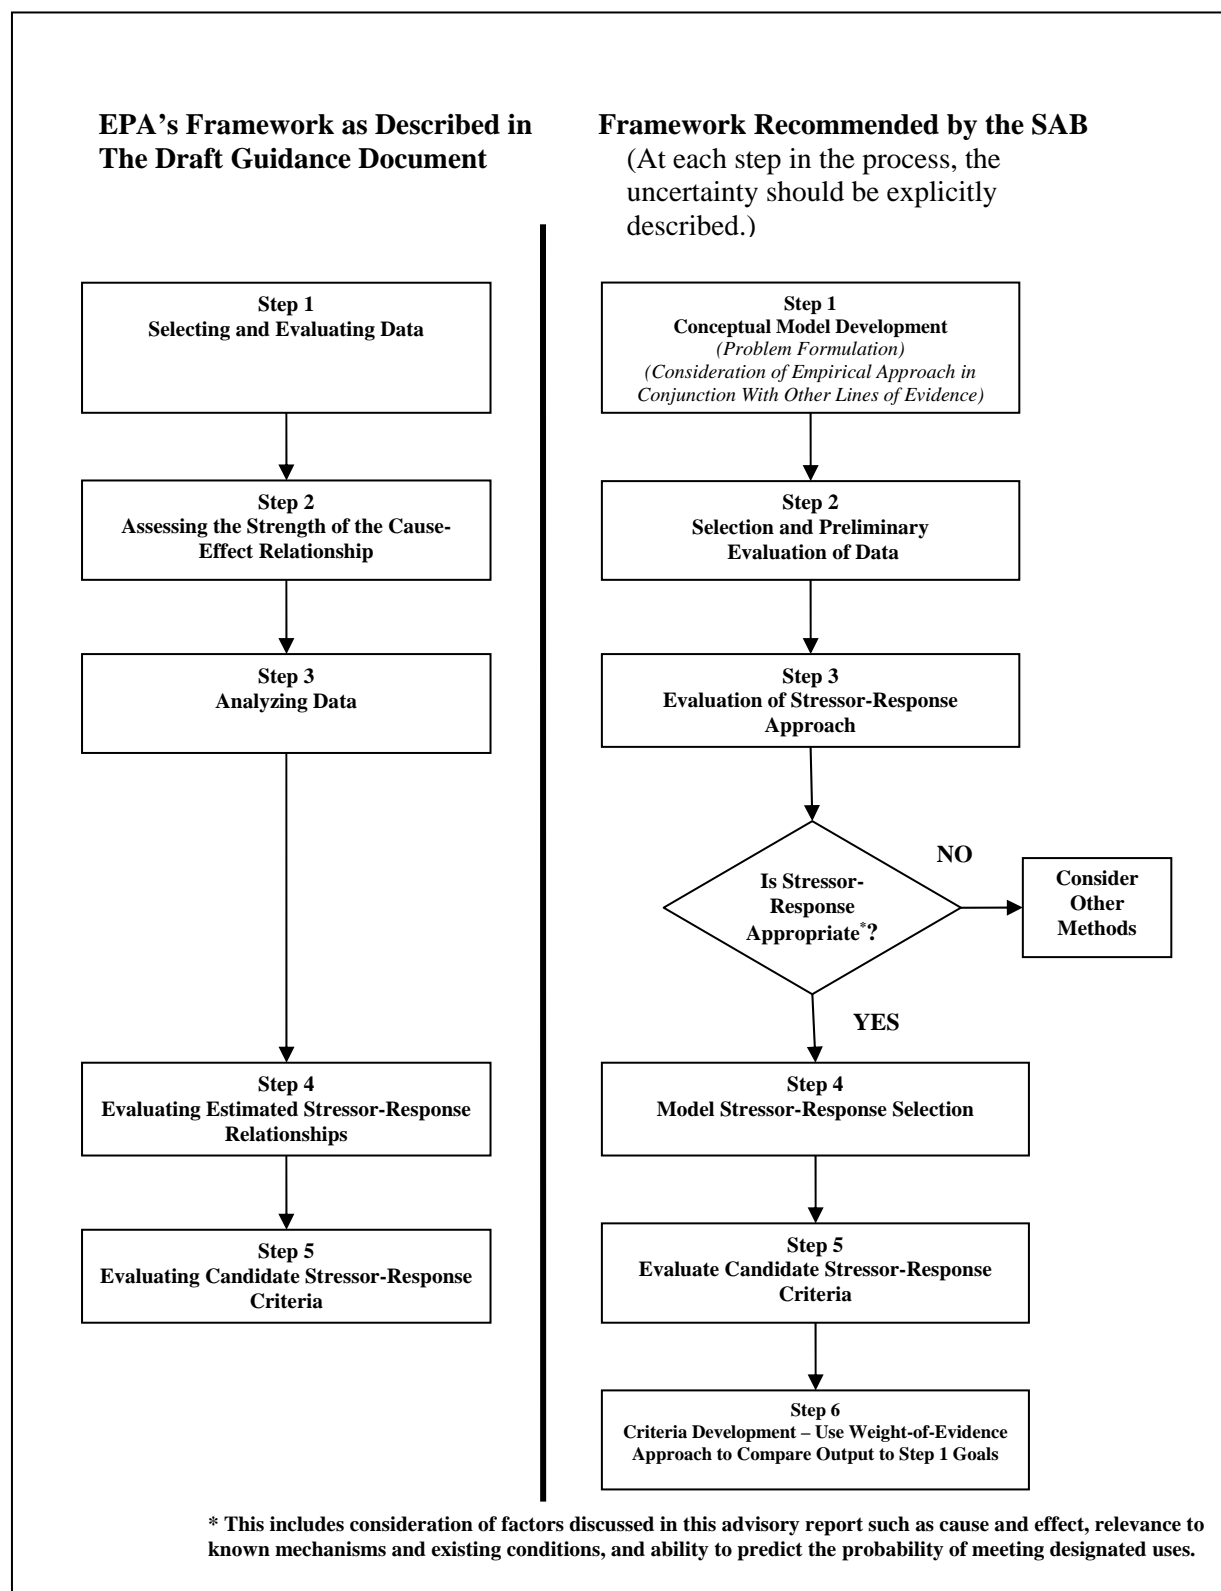 EPA's Framework as Described in
The Draft Guidance Document
Framework Recommended by the SAB
(At each step in the process, the
uncertainty should be explicitly
described.)
Step 1
Selecting and Evaluating Data
Step 2
Assessing the Strength of the Cause-
Effect Relationship
Step 3
Analyzing Data
Step 4
Evaluating Estimated Stressor-Response
Relationships
Step 5
Evaluating Candidate Stressor-Response
Criteria
Step 1
Conceptual Model Development
(Problem Formulation)
(Consideration of Empirical Approach in
Conjunction With Other Lines of Evidence)
Step 2
Selection and Preliminary
Evaluation of Data
Step 3
Evaluation of Stressor-Response
Approach
Is Stressor-
Response
Appropriate*?
NO
Consider
Other
Methods
YES
Step 4
Model Stressor-Response Selection
Step 5
Evaluate Candidate Stressor-Response
Criteria
Step 6
Criteria Development – Use Weight-of-Evidence
Approach to Compare Output to Step 1 Goals
* This includes consideration of factors discussed in this advisory report such as cause and effect, relevance to
known mechanisms and existing conditions, and ability to predict the probability of meeting designated uses.